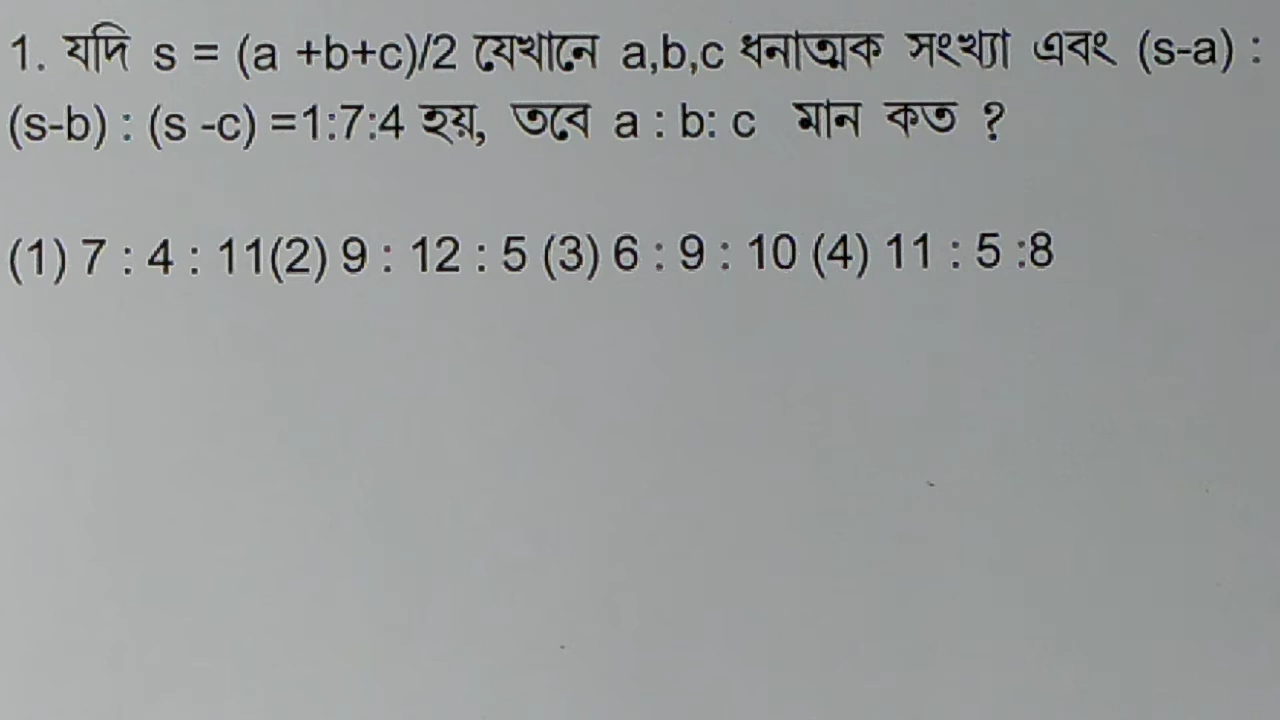 1. যদি s = (a +b+c)/2 যেখানে a,b,c ধনাত্মক সংখ্যা এবং (s-a) :
(s-b) : (s -c) =1:7:4 হয়, তবে a : b: c মান কত ?
(1) 7 : 4 : 11(2) 9 : 12 : 5 (3) 6 : 9 : 10 (4) 11 : 5 :8